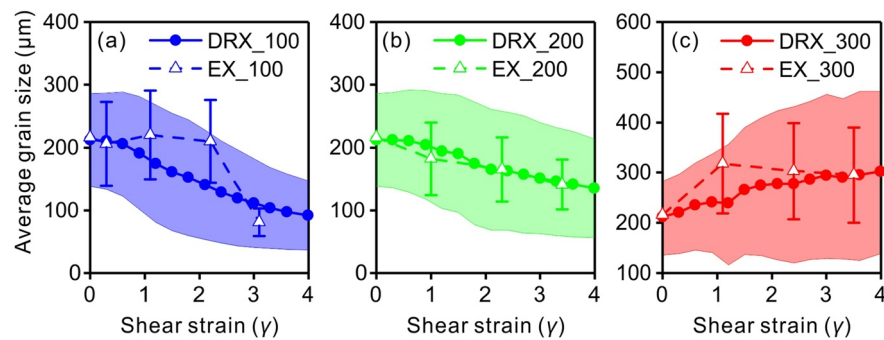 Average grain size (μm)
400
300
200
100
0
(a)
DRX_100
EX_100
0 1 2 3 4
Shear strain (γ)
400
300
200
100
0
(b)
DRX_200
EX_200
0 1 2 3 4
Shear strain (γ)
600
500
400
300
200
100
(c)
DRX_300
EX_300
0 1 2 3 4
Shear strain (γ)